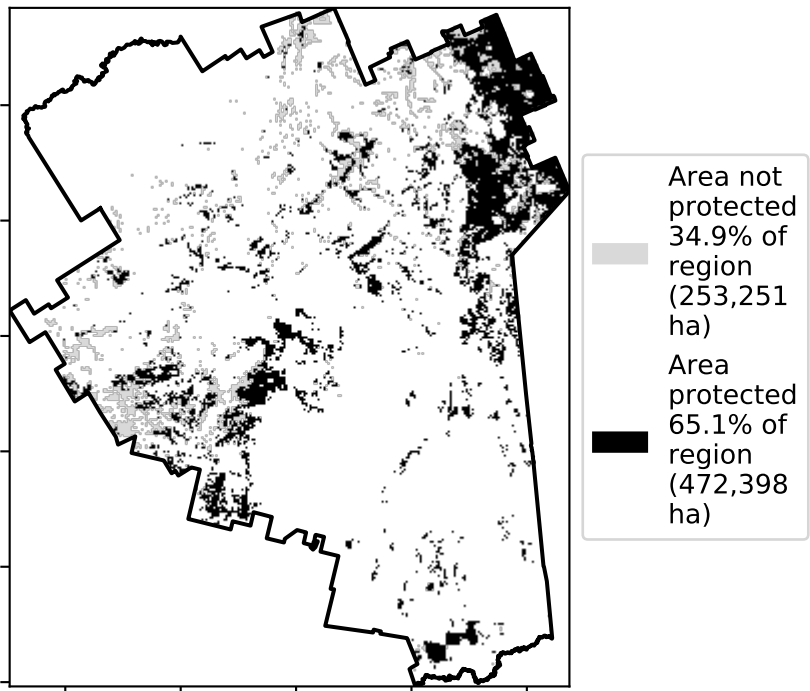 Area not
protected
34.9% of
region
(253,251
ha)
Area
protected
65.1% of
region
(472,398
ha)